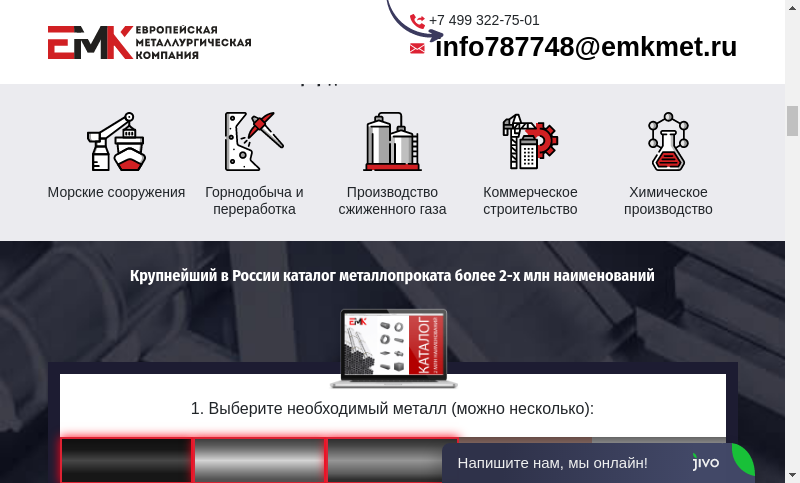 ЕВРОПЕЙСКАЯ
МЕТАЛЛУРГИЧЕСКАЯ
КОМПАНИЯ
EMK
+7 499 322-75-01
info787748@emkmet.ru
Морские сооружения
Горнодобыча и
переработка
Производство
сжиженного газа
Коммерческое
строительство
Химическое
производство
Крупнейший в России каталог металлопроката более 2-х млн наименований
EMK
КАТАЛОГ
1. Выберите необходимый металл (можно несколько):
Напишите нам, мы онлайн!
jivo